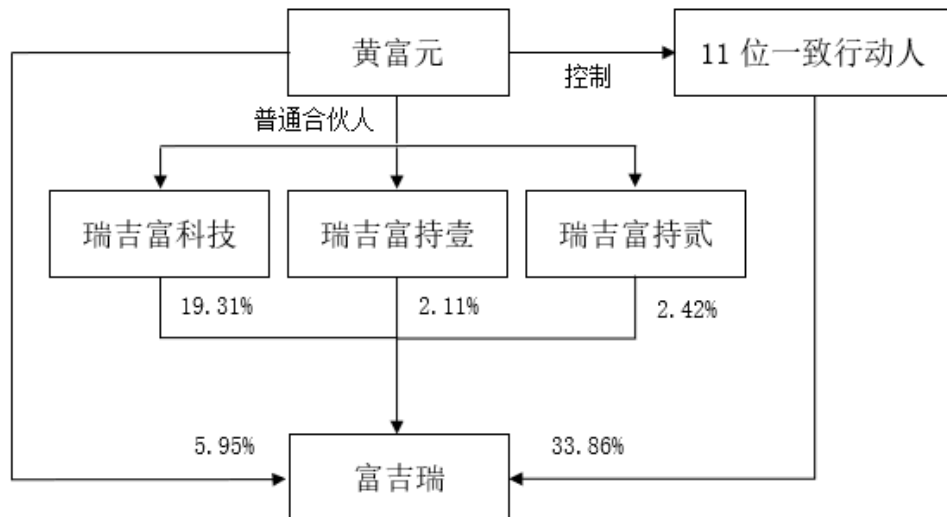 黄富元
11 位一致行动人
控制
普通合伙人
瑞吉富科技
瑞吉富持壹
瑞吉富持贰
19.31%
2.11%
2.42%
5.95%
33.86%
富吉瑞